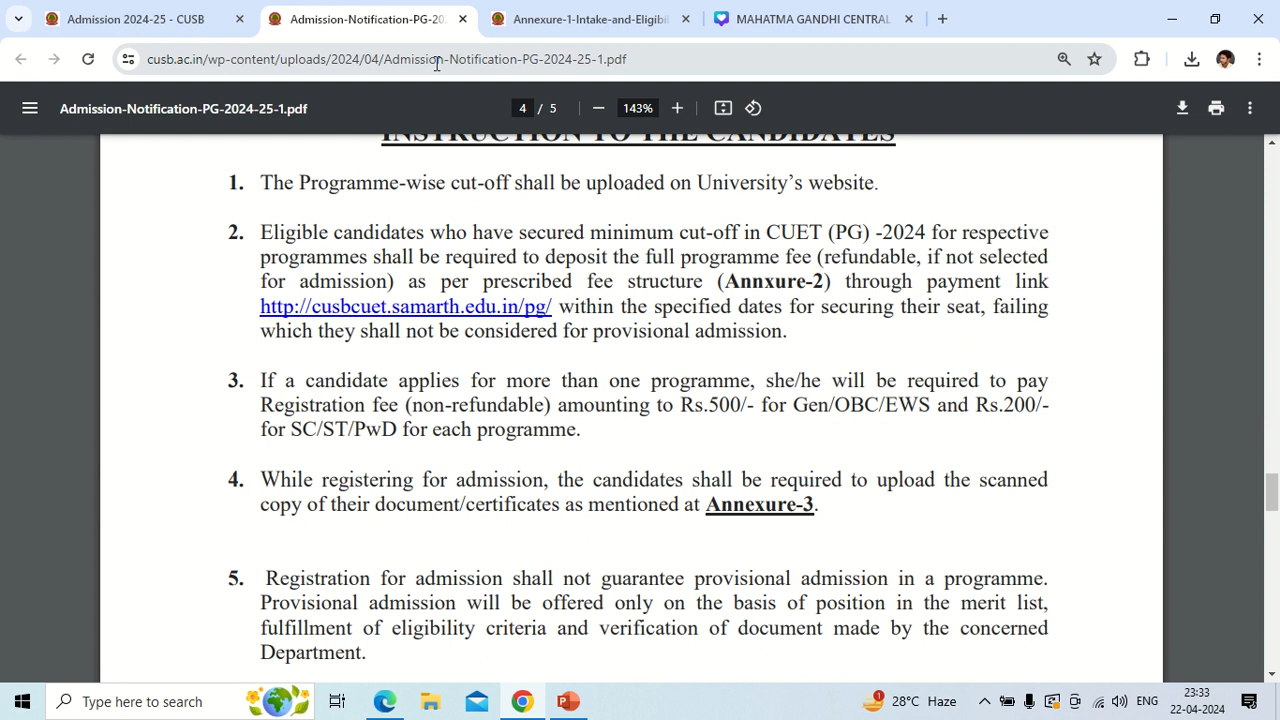 Admission 2024-25 - CUSB
Admission-Notification-PG-20
Annexure-1-Intake-and-Eligibi
MAHATMA GANDHI CENTRAL
cusb.ac.in/wp-content/uploads/2024/04/Admission-Notification-PG-2024-25-1.pdf
Admission-Notification-PG-2024-25-1.pdf
4 / 5
143%
INSTRUCTION TO THE CANDIDATES
1. The Programme-wise cut-off shall be uploaded on University's website.
2. Eligible candidates who have secured minimum cut-off in CUET (PG) -2024 for respective
programmes shall be required to deposit the full programme fee (refundable, if not selected
for admission) as per prescribed fee structure (Annxure-2) through payment link
http://cusbcuet.samarth.edu.in/pg/ within the specified dates for securing their seat, failing
which they shall not be considered for provisional admission.
3. If a candidate applies for more than one programme, she/he will be required to pay
Registration fee (non-refundable) amounting to Rs.500/- for Gen/OBC/EWS and Rs.200/-
for SC/ST/PwD for each programme.
4. While registering for admission, the candidates shall be required to upload the scanned
copy of their document/certificates as mentioned at Annexure-3.
5. Registration for admission shall not guarantee provisional admission in a programme.
Provisional admission will be offered only on the basis of position in the merit list,
fulfillment of eligibility criteria and verification of document made by the concerned
Department.
Type here to search
1
28°C Haze
ENG
23:33
22-04-2024